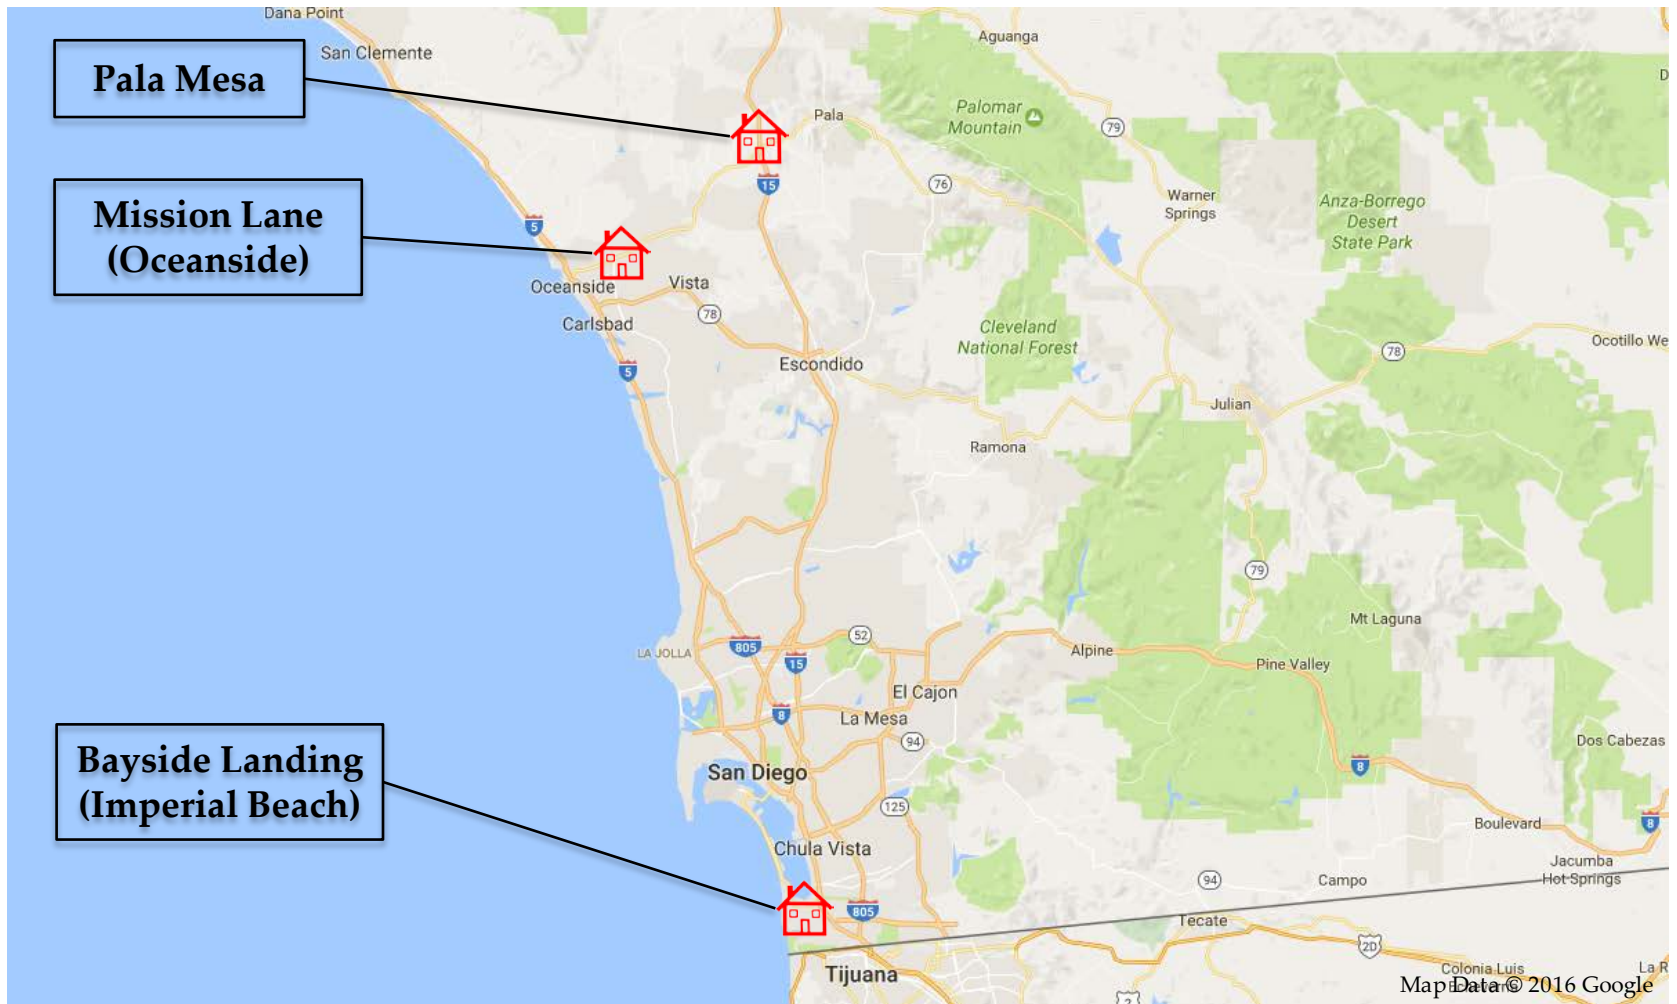 Dana Point
San Clemente
Aguanga
Pala Mesa
Pala
Palomar
Mountain
79
76
15
Mission Lane
(Oceanside)
Warner
Springs
Anza-Borrego
Desert
State Park
5
Oceanside
Vista
78
Carlsbad
Cleveland
National Forest
Ocotillo We
78
Escondido
5
Julian
Ramona
79
Mt Laguna
52
805
LA JOLLA
15
Alpine
Pine Valley
El Cajon
8
La Mesa
94
Dos Cabezas
Bayside Landing
(Imperial Beach)
San Diego
8
125
Boulevard
8
Chula Vista
Jacumba
Hot Springs
94
Campo
805
Tecate
2D
Tijuana
Colonia Luis
La R
Map Data © 2016 Google
2
D